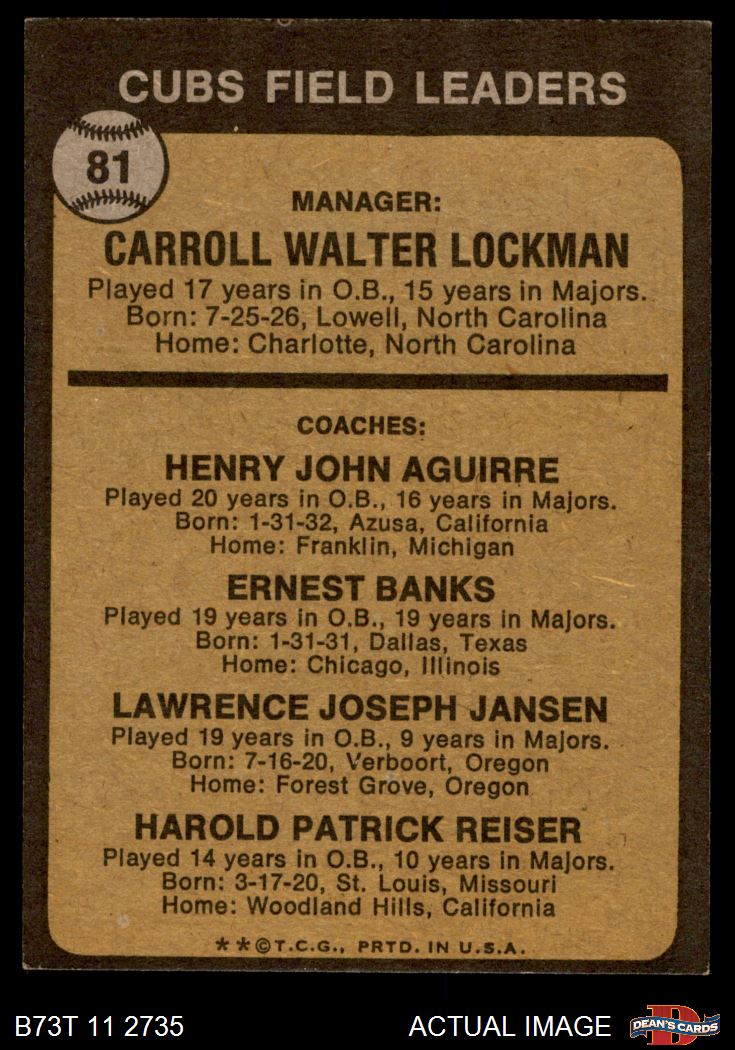 CUBS FIELD LEADERS
81
MANAGER:
CARROLL WALTER LOCKMAN
Played 17 years in O.B., 15 years in Majors.
Born: 7-25-26, Lowell, North Carolina
Home: Charlotte, North Carolina
COACHES:
HENRY JOHN AGUIRRE
Played 20 years in O.B., 16 years in Majors.
Born: 1-31-32, Azusa, California
Home: Franklin, Michigan
ERNEST BANKS
Played 19 years in O.B., 19 years in Majors.
Born: 1-31-31, Dallas, Texas
Home: Chicago, Illinois
LAWRENCE JOSEPH JANSEN
Played 19 years in O.B., 9 years in Majors.
Born: 7-16-20, Verboort, Oregon
Home: Forest Grove, Oregon
HAROLD PATRICK REISER
Played 14 years in O.B., 10 years in Majors.
Born: 3-17-20, St. Louis, Missouri
Home: Woodland Hills, California
**©T.C.G., PRTD. IN U.S.A.
B73T 11 2735 ACTUAL IMAGE
D
DEAN'S CARDS